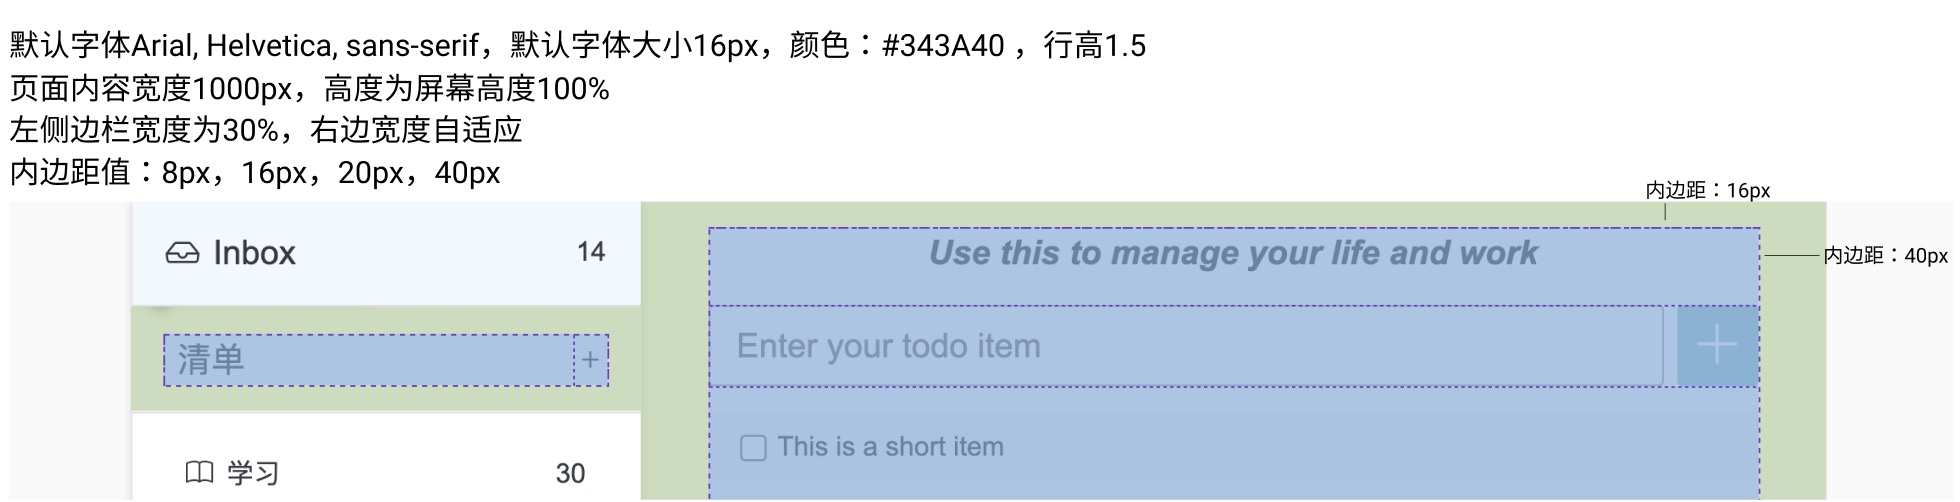 默认字体Arial, Helvetica, sans-serif，默认字体大小16px，颜色：#343A40 ，行高1.5
页面内容宽度1000px，高度为屏幕高度100%
左侧边栏宽度为30%，右边宽度自适应
内边距值：8px，16px，20px，40px
内边距：16px
Inbox 14
Use this to manage your life and work
内边距：40px
清单 +
Enter your todo item
This is a short item
学习 30